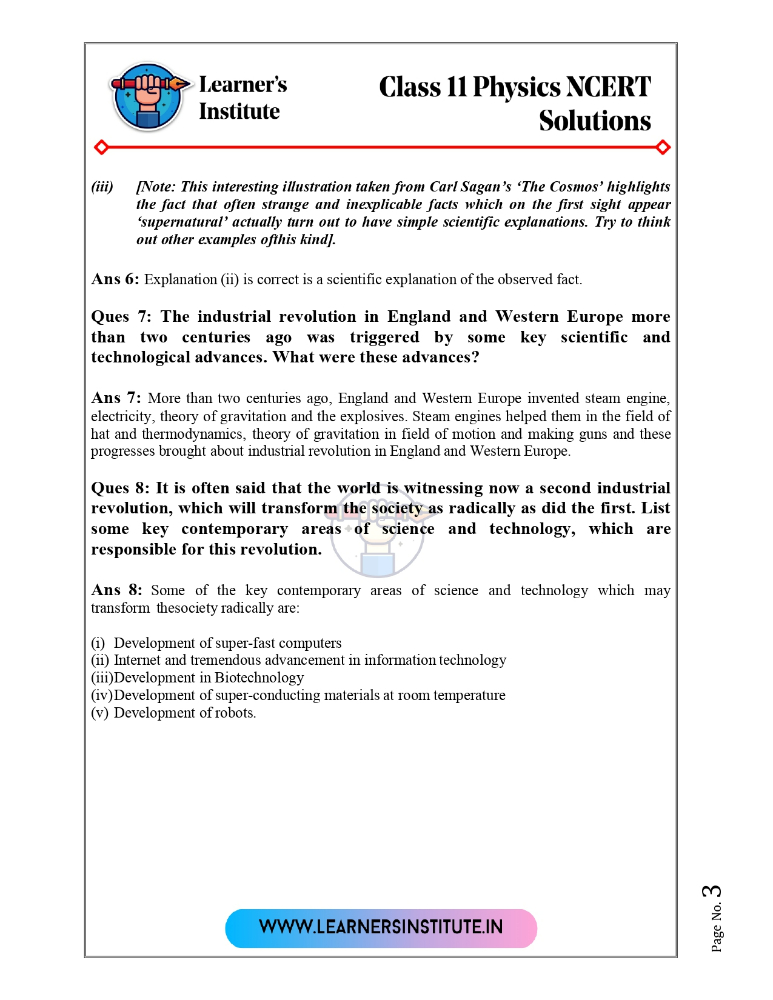 Learner's
Institute
Class 11 Physics NCERT
Solutions
(iii) [Note: This interesting illustration taken from Carl Sagan's 'The Cosmos' highlights
the fact that often strange and inexplicable facts which on the first sight appear
'supernatural' actually turn out to have simple scientific explanations. Try to think
out other examples ofthis kind].
Ans 6: Explanation (ii) is correct is a scientific explanation of the observed fact.
Ques 7: The industrial revolution in England and Western Europe more
than two centuries ago was triggered by some key scientific and
technological advances. What were these advances?
Ans 7: More than two centuries ago, England and Western Europe invented steam engine,
electricity, theory of gravitation and the explosives. Steam engines helped them in the field of
hat and thermodynamics, theory of gravitation in field of motion and making guns and these
progresses brought about industrial revolution in England and Western Europe.
Ques 8: It is often said that the world is witnessing now a second industrial
revolution, which will transform the society as radically as did the first. List
some key contemporary areas of science and technology, which are
responsible for this revolution.
Ans 8: Some of the key contemporary areas of science and technology which may
transform thesociety radically are:
(i) Development of super-fast computers
(ii) Internet and tremendous advancement in information technology
(iii)Development in Biotechnology
(iv)Development of super-conducting materials at room temperature
(v) Development of robots.
WWW.LEARNERSINSTITUTE.IN
Page No. 3